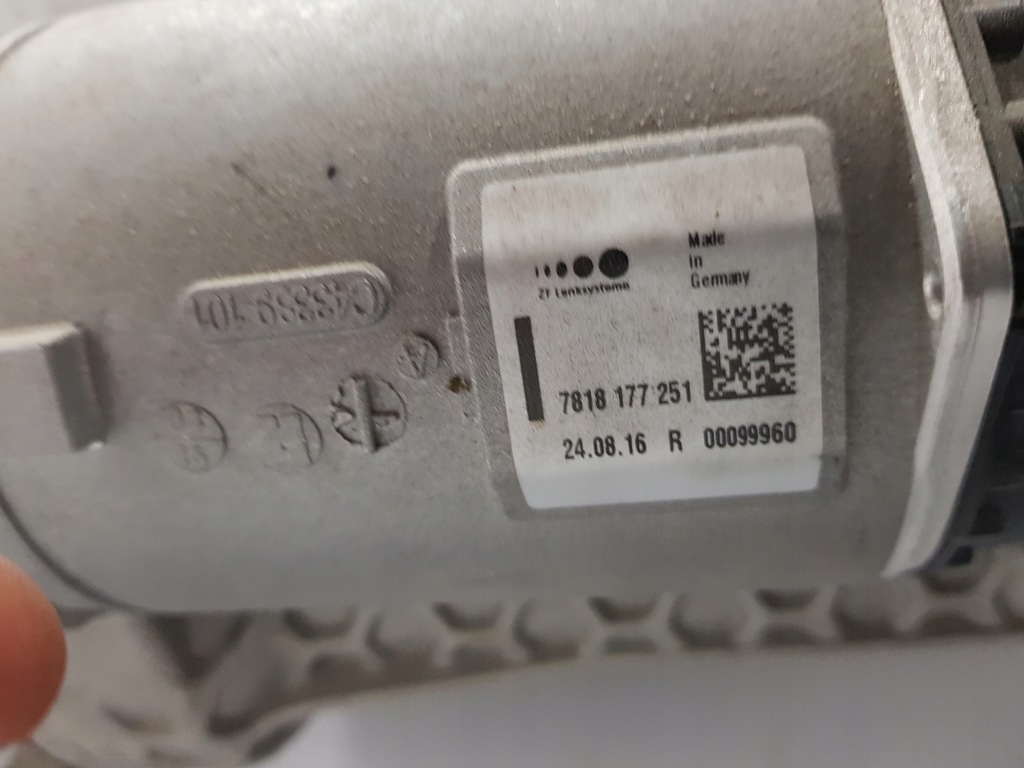 ZF Lenksysteme
Made
In
Germany
7818 177 251
24.08.16 R 00099960
A